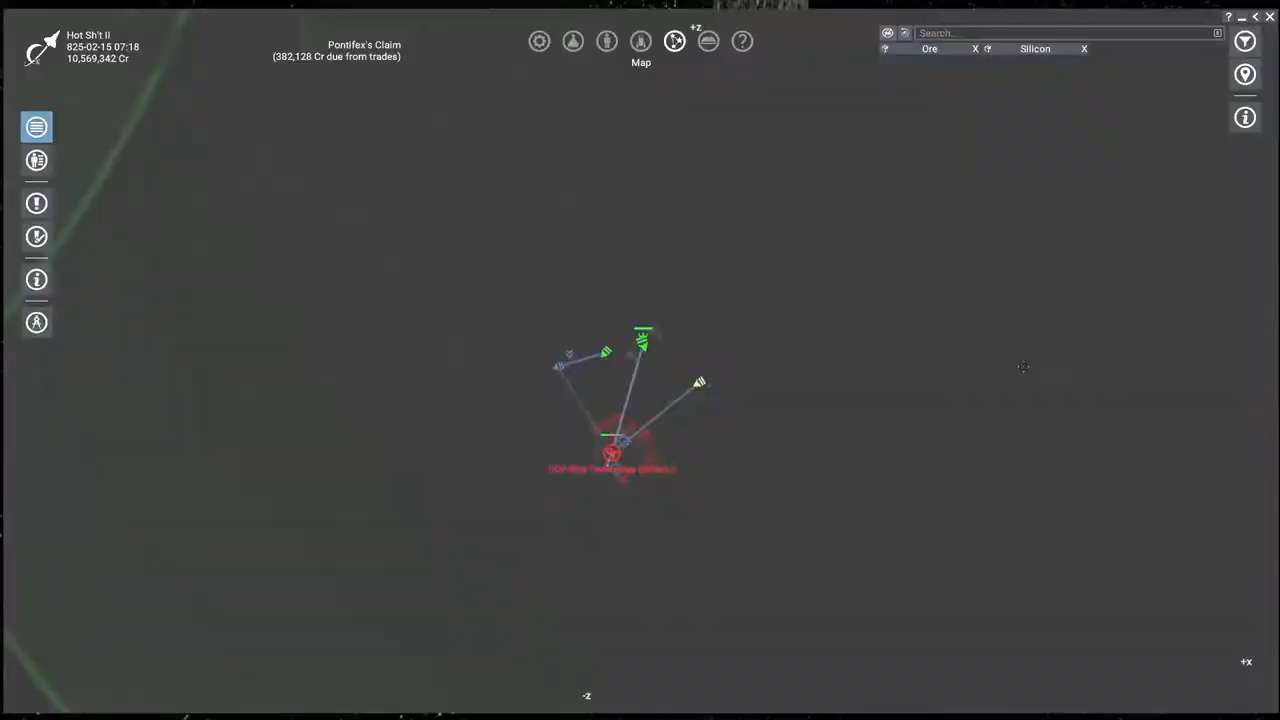 Hot Sh't II
825-02-15 07:18
10,569,342 Cr
Pontifex's Claim
(382,128 Cr due from trades)
+z
Map
Search...
Ore X
Silicon X
+x
-z